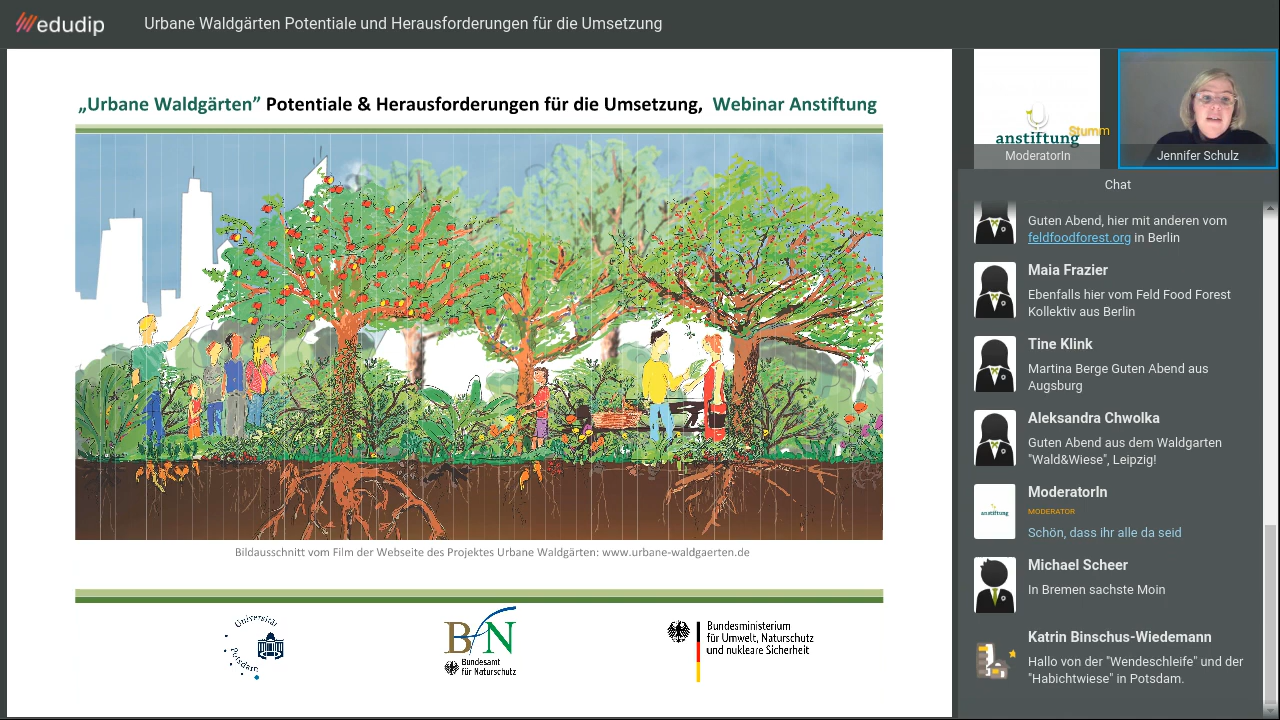 edudip
Urbane Waldgärten Potentiale und Herausforderungen für die Umsetzung
„Urbane Waldgärten” Potentiale & Herausforderungen für die Umsetzung, Webinar Anstiftung
Bildausschnitt vom Film der Webseite des Projektes Urbane Waldgärten: www.urbane-waldgaerten.de
Universität
Potsdam
BfN
Bundesamt
für Naturschutz
Bundesministerium
für Umwelt, Naturschutz
und nukleare Sicherheit
anstiftung
Stumm
ModeratorIn
Jennifer Schulz
Chat
Guten Abend, hier mit anderen vom
feldfoodforest.org in Berlin
Maia Frazier
Ebenfalls hier vom Feld Food Forest
Kollektiv aus Berlin
Tine Klink
Martina Berge Guten Abend aus
Augsburg
Aleksandra Chwolka
Guten Abend aus dem Waldgarten
"Wald&Wiese", Leipzig!
anstiftung
ModeratorIn
MODERATOR
Schön, dass ihr alle da seid
Michael Scheer
In Bremen sachste Moin
Katrin Binschus-Wiedemann
Hallo von der "Wendeschleife" und der
"Habichtwiese" in Potsdam.